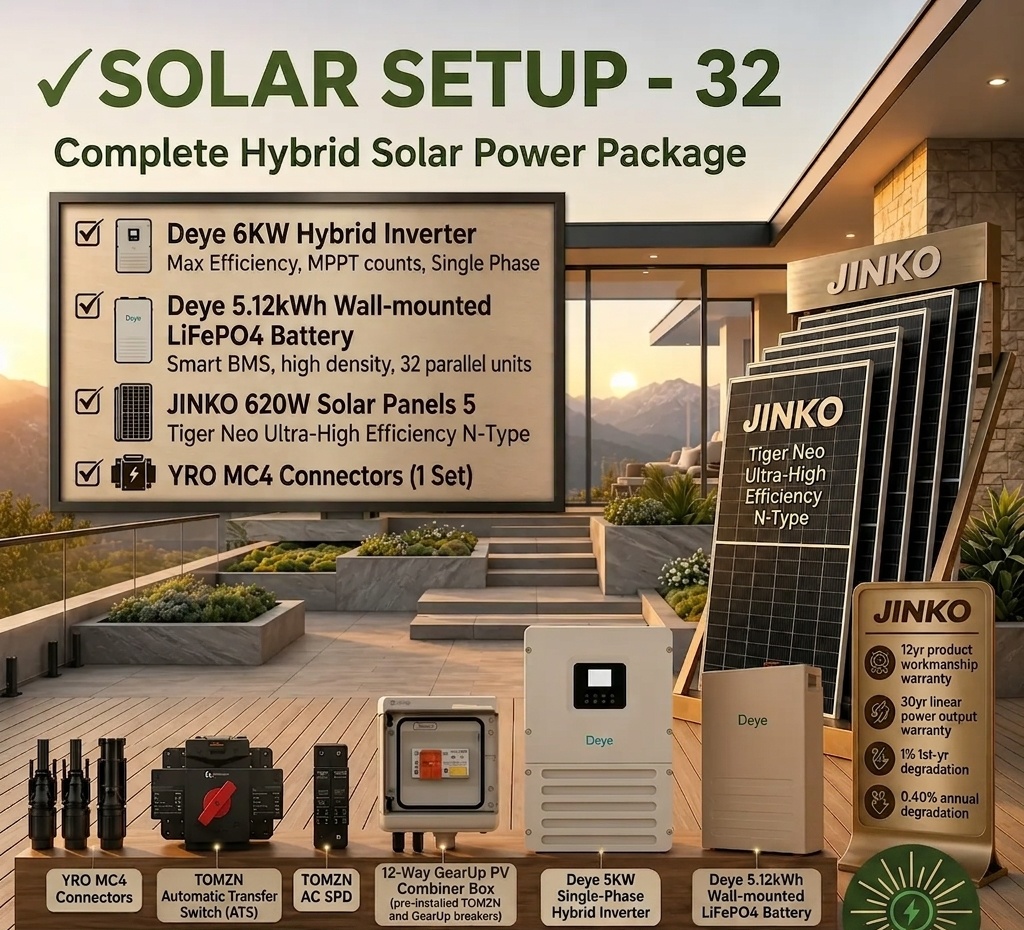 ✓SOLAR SETUP - 32
Complete Hybrid Solar Power Package
Deye 6KW Hybrid Inverter
Max Efficiency, MPPT counts, Single Phase
Deye
Deye 5.12kWh Wall-mounted
LiFePO4 Battery
Smart BMS, high density, 32 parallel units
JINKO 620W Solar Panels 5
Tiger Neo Ultra-High Efficiency N-Type
YRO MC4 Connectors (1 Set)
JINKO
JINKO
Tiger Neo
Ultra-High
Efficiency
N-Type
JINKO
12yr product
workmanship
warranty
30yr linear
power output
warranty
1% 1st-yr
degradation
0.40% annual
degradation
Deye
Deye
YRO MC4
Connectors
TOMZN
Automatic Transfer
Switch (ATS)
TOMZN
AC SPD
12-Way GearUp PV
Combiner Box
(pre-installed TOMZN
and GearUp breakers)
Deye 5KW
Single-Phase
Hybrid Inverter
Deye 5.12kWh
Wall-mounted
LiFePO4 Battery